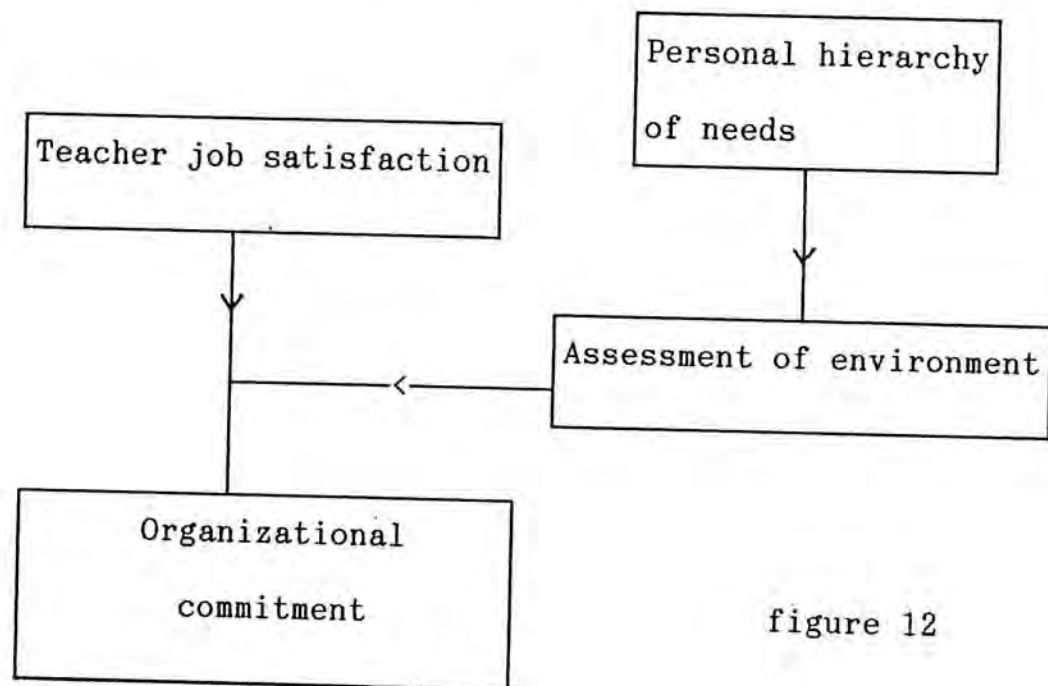 Personal hierarchy
of needs
Teacher job satisfaction
Assessment of environment
Organizational
commitment
figure 12